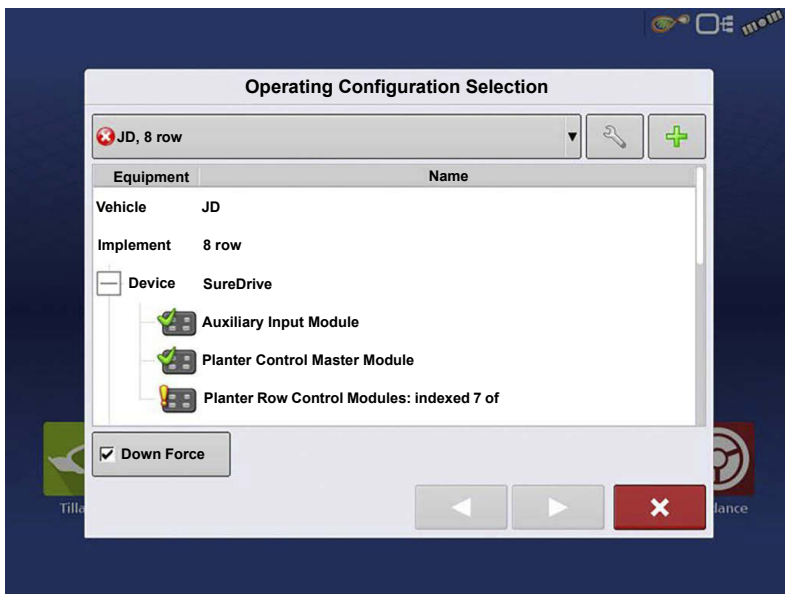 Operating Configuration Selection
JD, 8 row
Equipment Name
Vehicle JD
Implement 8 row
Device SureDrive
Auxiliary Input Module
Planter Control Master Module
Planter Row Control Modules: indexed 7 of
Down Force
Tilla
dance